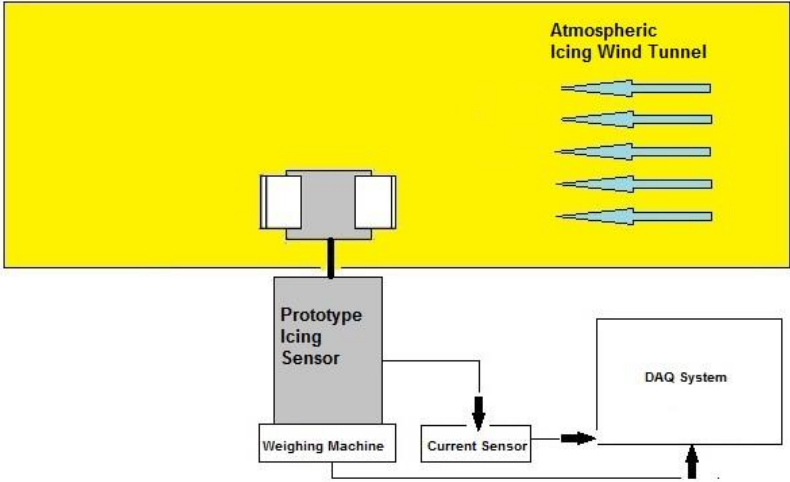 Atmospheric
Icing Wind Tunnel
Prototype
Icing
Sensor
DAQ System
Weighing Machine
Current Sensor